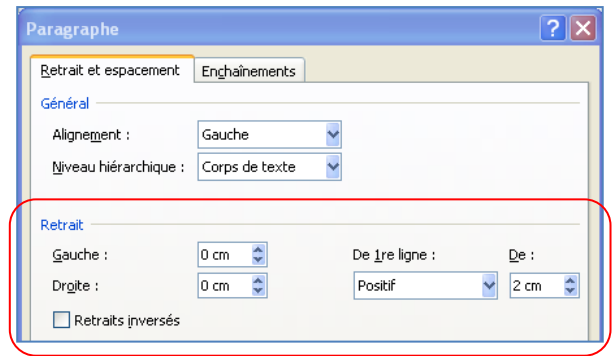 Paragraphe
Retrait et espacement Enchaînements
Général
Alignement : Gauche
Niveau hiérarchique : Corps de texte
Retrait
Gauche : 0 cm De 1re ligne : De :
Droite : 0 cm Positif 2 cm
Retraits inversés